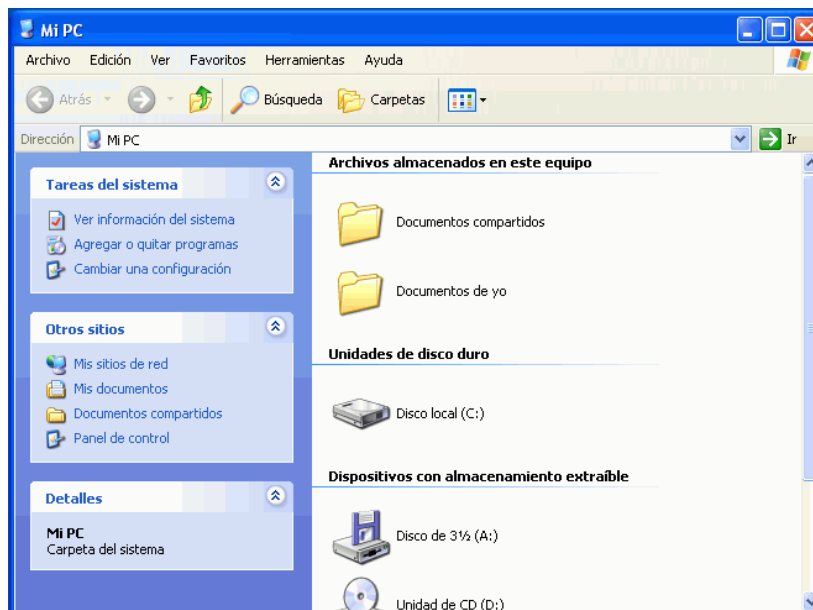 Mi PC
Archivo Edición Ver Favoritos Herramientas Ayuda
Atrás Búsqueda Carpetas
Dirección Mi PC Ir
Tareas del sistema
Ver información del sistema
Agregar o quitar programas
Cambiar una configuración
Otros sitios
Mis sitios de red
Mis documentos
Documentos compartidos
Panel de control
Detalles
Mi PC
Carpeta del sistema
Archivos almacenados en este equipo
Documentos compartidos
Documentos de yo
Unidades de disco duro
Disco local (C:)
Dispositivos con almacenamiento extraíble
Disco de 3½ (A:)
Unidad de CD (D:)